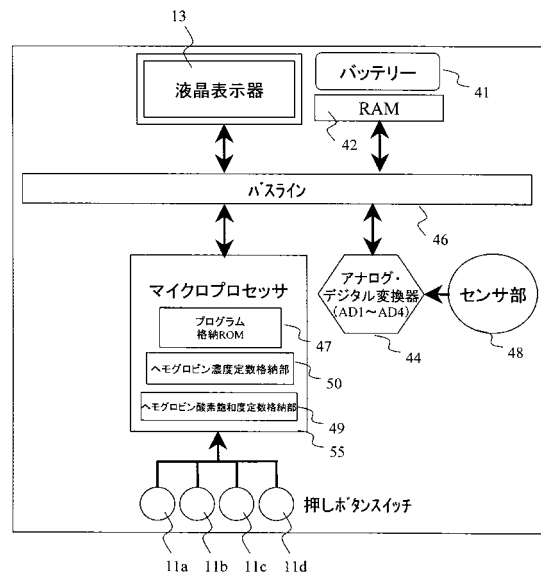 13
液晶表示器
バッテリー
41
RAM
42
バスライン
46
マイクロプロセッサ
プログラム
格納ROM
47
ヘモグロビン濃度定数格納部
50
ヘモグロビン酸素飽和度定数格納部
49
55
アナログ・
デジタル変換器
(AD1～AD4)
44
センサ部
48
押しボタンスイッチ
11a
11b
11c
11d